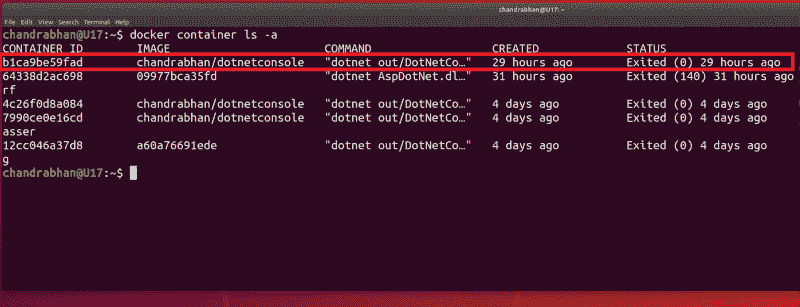 chandrabhan@U17: ~
File Edit View Search Terminal Help
chandrabhan@U17:~$ docker container ls -a
CONTAINER ID IMAGE COMMAND CREATED STATUS
b1ca9be59fad chandrabhan/dotnetconsole "dotnet out/DotNetCo…" 29 hours ago Exited (0) 29 hours ago
64338d2ac698 09977bca35fd "dotnet AspDotNet.dl…" 31 hours ago Exited (140) 31 hours ago
rf
4c26f0d8a084 chandrabhan/dotnetconsole "dotnet out/DotNetCo…" 4 days ago Exited (0) 4 days ago
7990ce0e16cd chandrabhan/dotnetconsole "dotnet out/DotNetCo…" 4 days ago Exited (0) 4 days ago
asser
12cc046a37d8 a60a76691ede "dotnet out/DotNetCo…" 4 days ago Exited (0) 4 days ago
g
chandrabhan@U17:~$